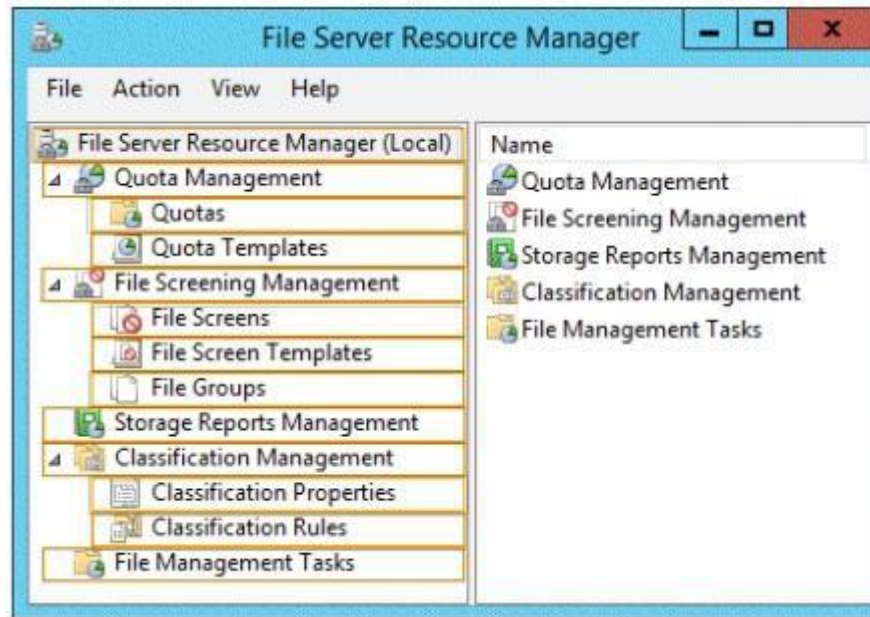 File Server Resource Manager
File Action View Help
File Server Resource Manager (Local)
Quota Management
Quotas
Quota Templates
File Screening Management
File Screens
File Screen Templates
File Groups
Storage Reports Management
Classification Management
Classification Properties
Classification Rules
File Management Tasks
Name
Quota Management
File Screening Management
Storage Reports Management
Classification Management
File Management Tasks